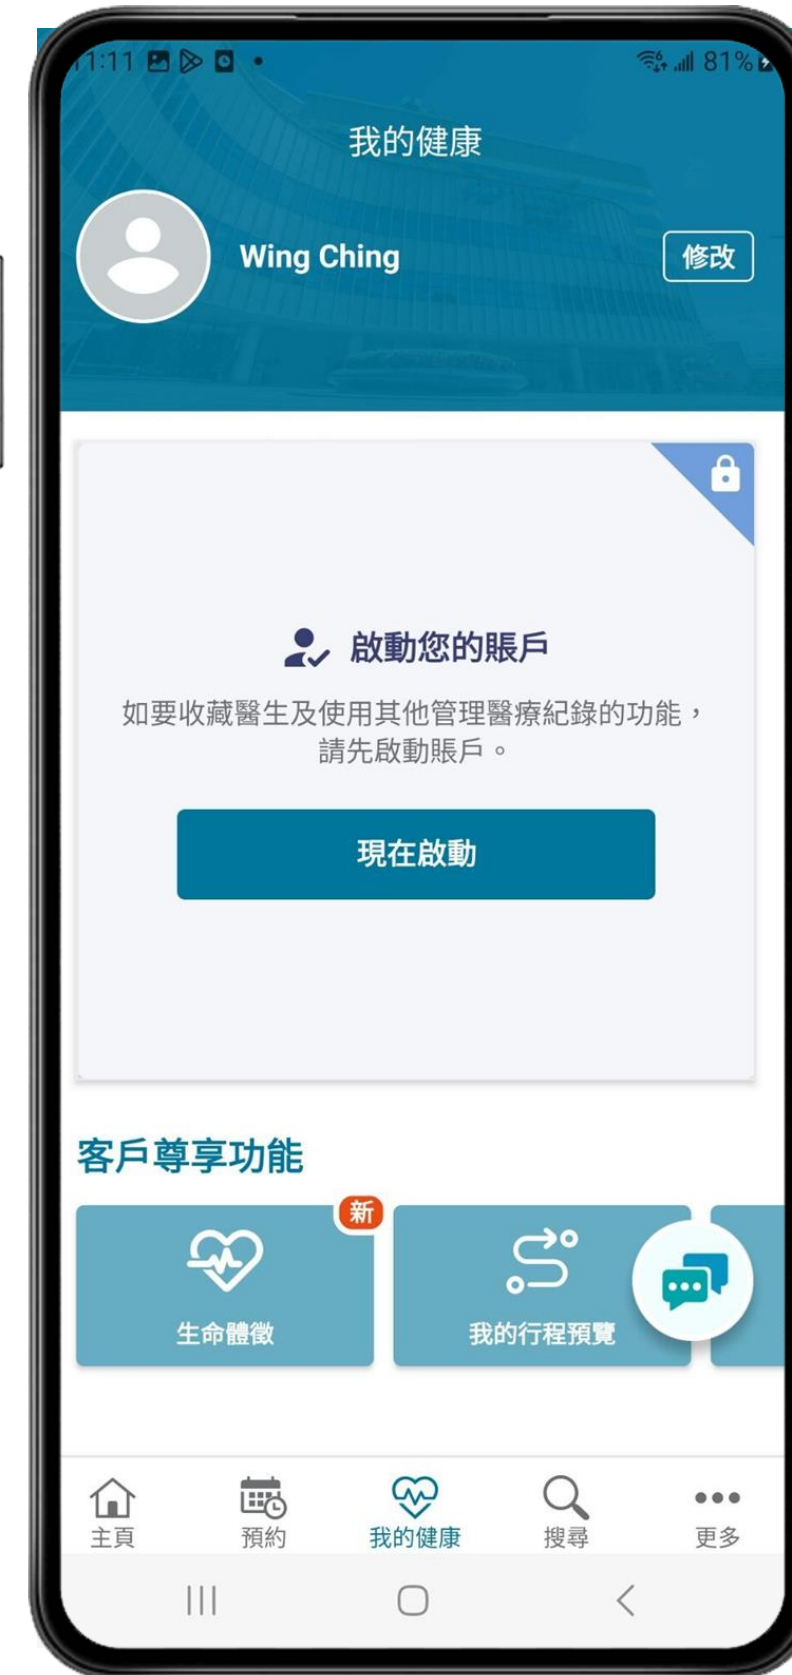 11:11
81%
我的健康
Wing Ching
修改
啟動您的賬戶
如要收藏醫生及使用其他管理醫療紀錄的功能，
請先啟動賬戶。
現在啟動
客戶尊享功能
新
生命體徵
我的行程預覽
主頁
預約
我的健康
搜尋
更多